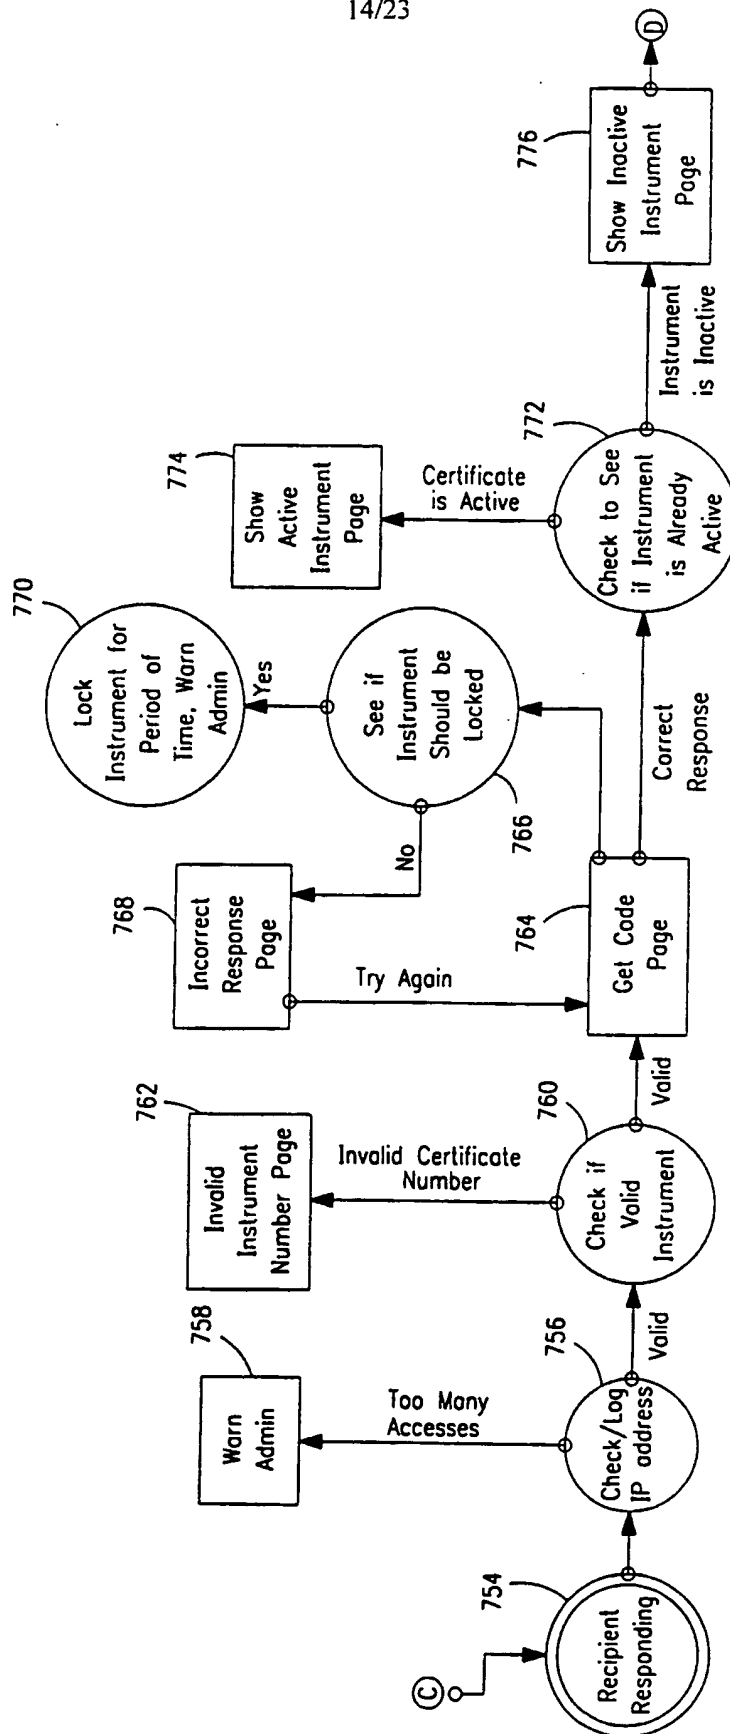 14/23
C
754
Recipient
Responding
756
Check/Log
IP address
Too Many
Accesses
758
Warn
Admin
Valid
760
Check if
Valid
Instrument
Invalid Certificate
Number
762
Invalid
Instrument
Number Page
Valid
764
Get Code
Page
Try Again
768
Incorrect
Response
Page
No
766
See if
Instrument
Should be
Locked
Yes
770
Lock
Instrument for
Period of
Time, Warn
Admin
Correct
Response
772
Check to See
if Instrument
is Already
Active
Certificate
is Active
774
Show
Active
Instrument
Page
Instrument
is Inactive
776
Show Inactive
Instrument
Page
D